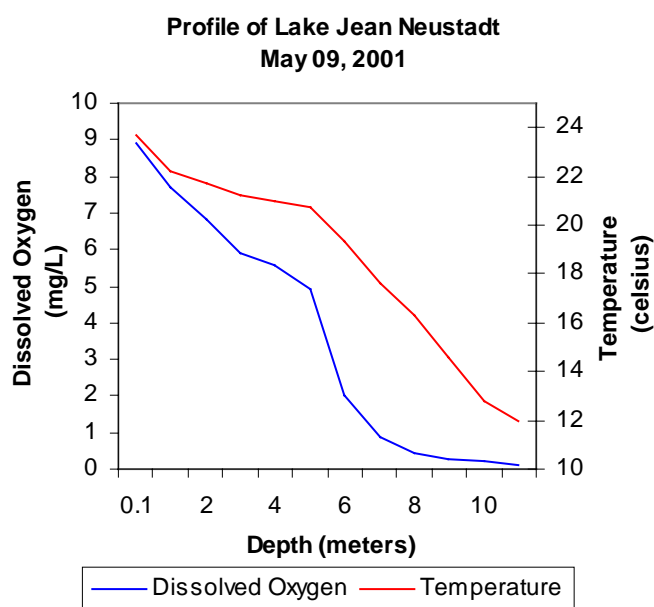 Profile of Lake Jean Neustadt
May 09, 2001
10
9
8
7
6
5
4
3
2
1
0
Dissolved Oxygen
(mg/L)
24
22
20
18
16
14
12
10
Temperature
(celsius)
0.1 2 4 6 8 10
Depth (meters)
Dissolved Oxygen Temperature